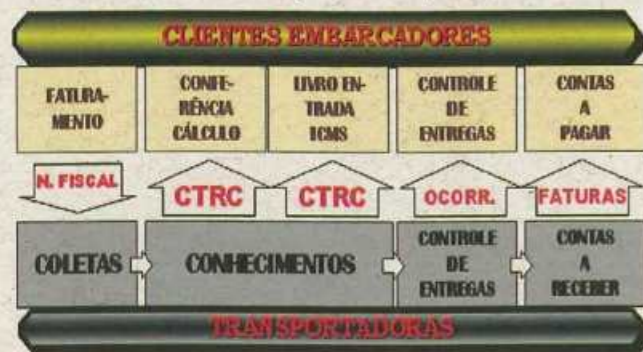 CLIENTES EMBARCADORES
FATURA-
MENTO
CONFE-
RÊNCIA
CÁLCULO
LIVRO EN-
TRADA
ICMS
CONTROLE
DE
ENTREGAS
CONTAS
A
PAGAR
N. FISCAL
CTRC
CTRC
OCORR.
FATURAS
COLETAS
CONHECIMENTOS
CONTROLE
DE
ENTREGAS
CONTAS
A
RECEBER
TRANSPORTADORAS